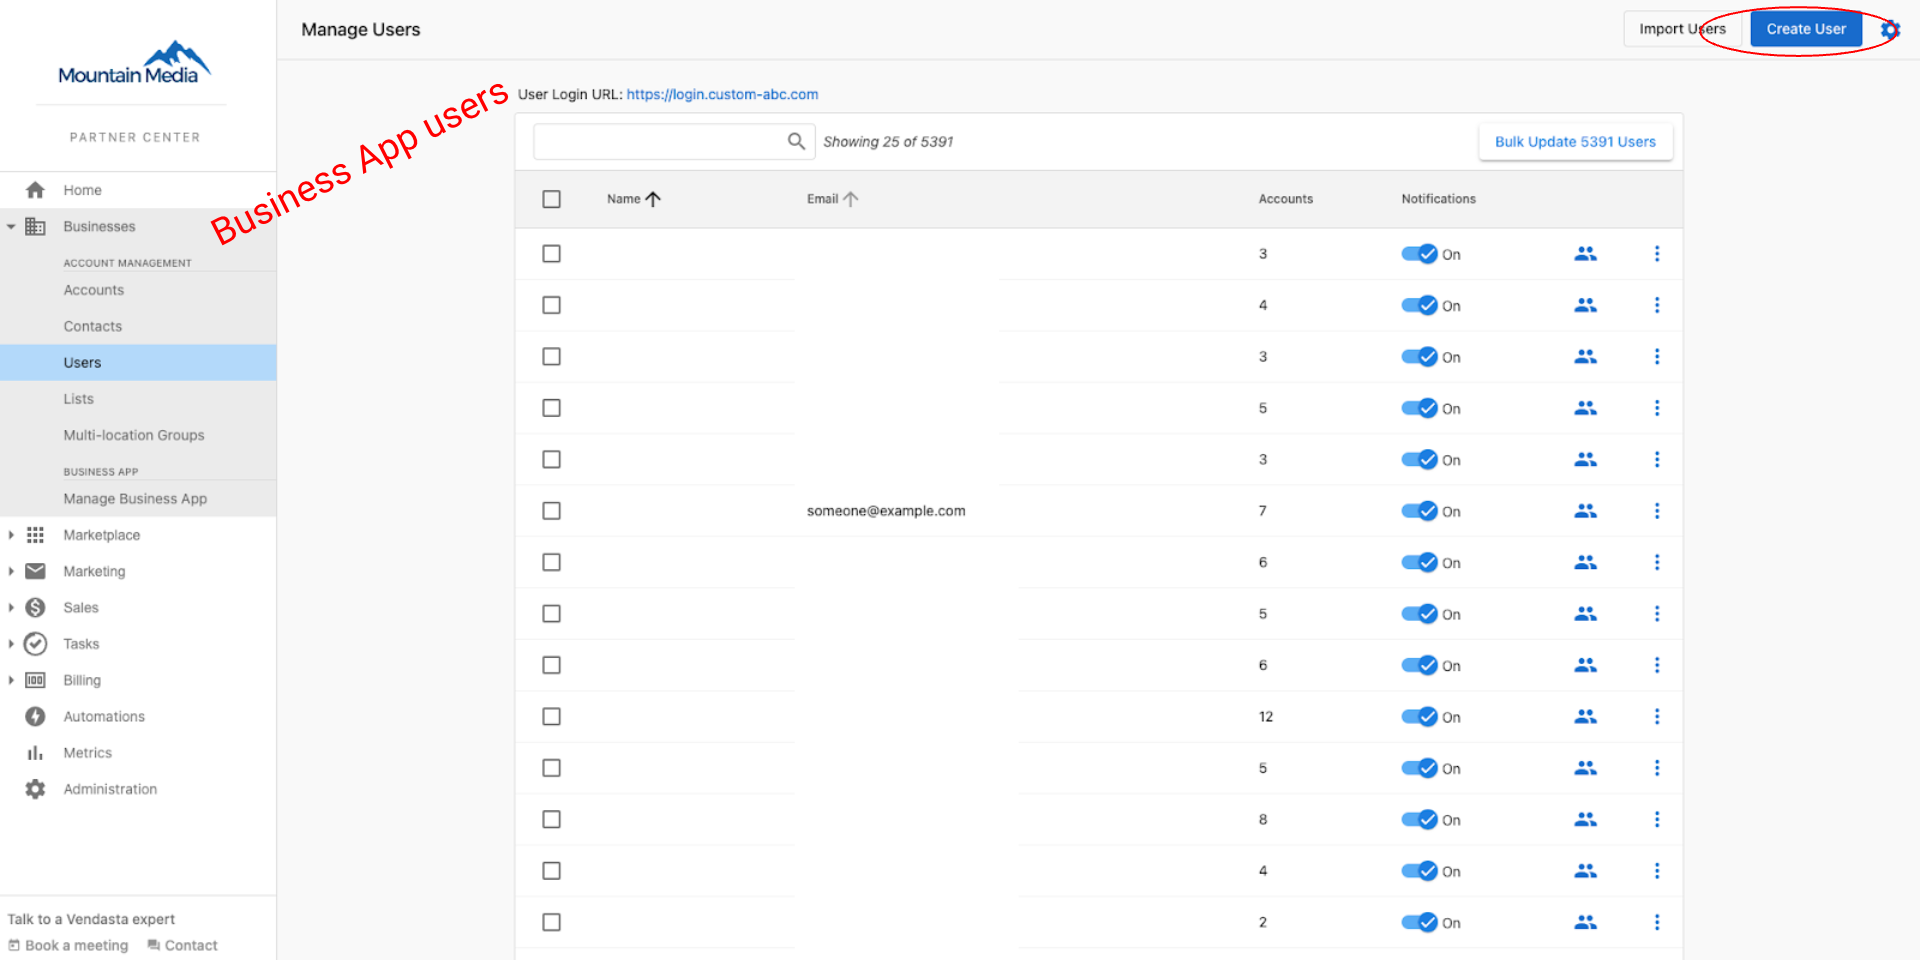 Mountain Media
PARTNER CENTER
Home
Businesses
ACCOUNT MANAGEMENT
Accounts
Contacts
Users
Lists
Multi-location Groups
BUSINESS APP
Manage Business App
Marketplace
Marketing
Sales
Tasks
Billing
Automations
Metrics
Administration
Talk to a Vendasta expert
Book a meeting Contact
Manage Users
Import Users Create User
Business App users
User Login URL: https://login.custom-abc.com
Showing 25 of 5391 Bulk Update 5391 Users
Name Email Accounts Notifications
3 On
4 On
3 On
5 On
3 On
someone@example.com 7 On
6 On
5 On
6 On
12 On
5 On
8 On
4 On
2 On